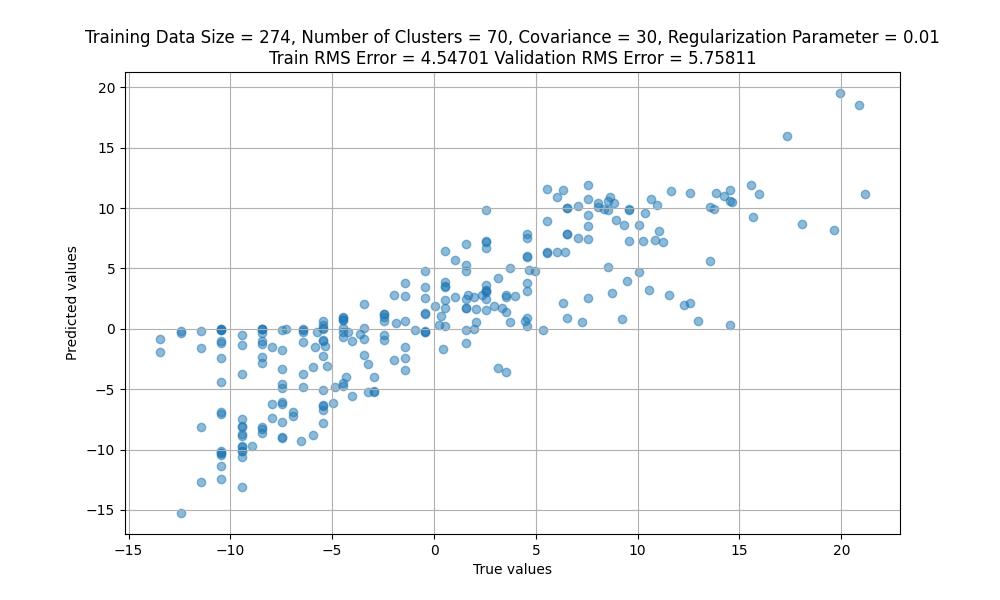 Training Data Size = 274, Number of Clusters = 70, Covariance = 30, Regularization Parameter = 0.01
Train RMS Error = 4.54701 Validation RMS Error = 5.75811
20
15
10
5
0
−5
−10
−15
Predicted values
−15 −10 −5 0 5 10 15 20
True values